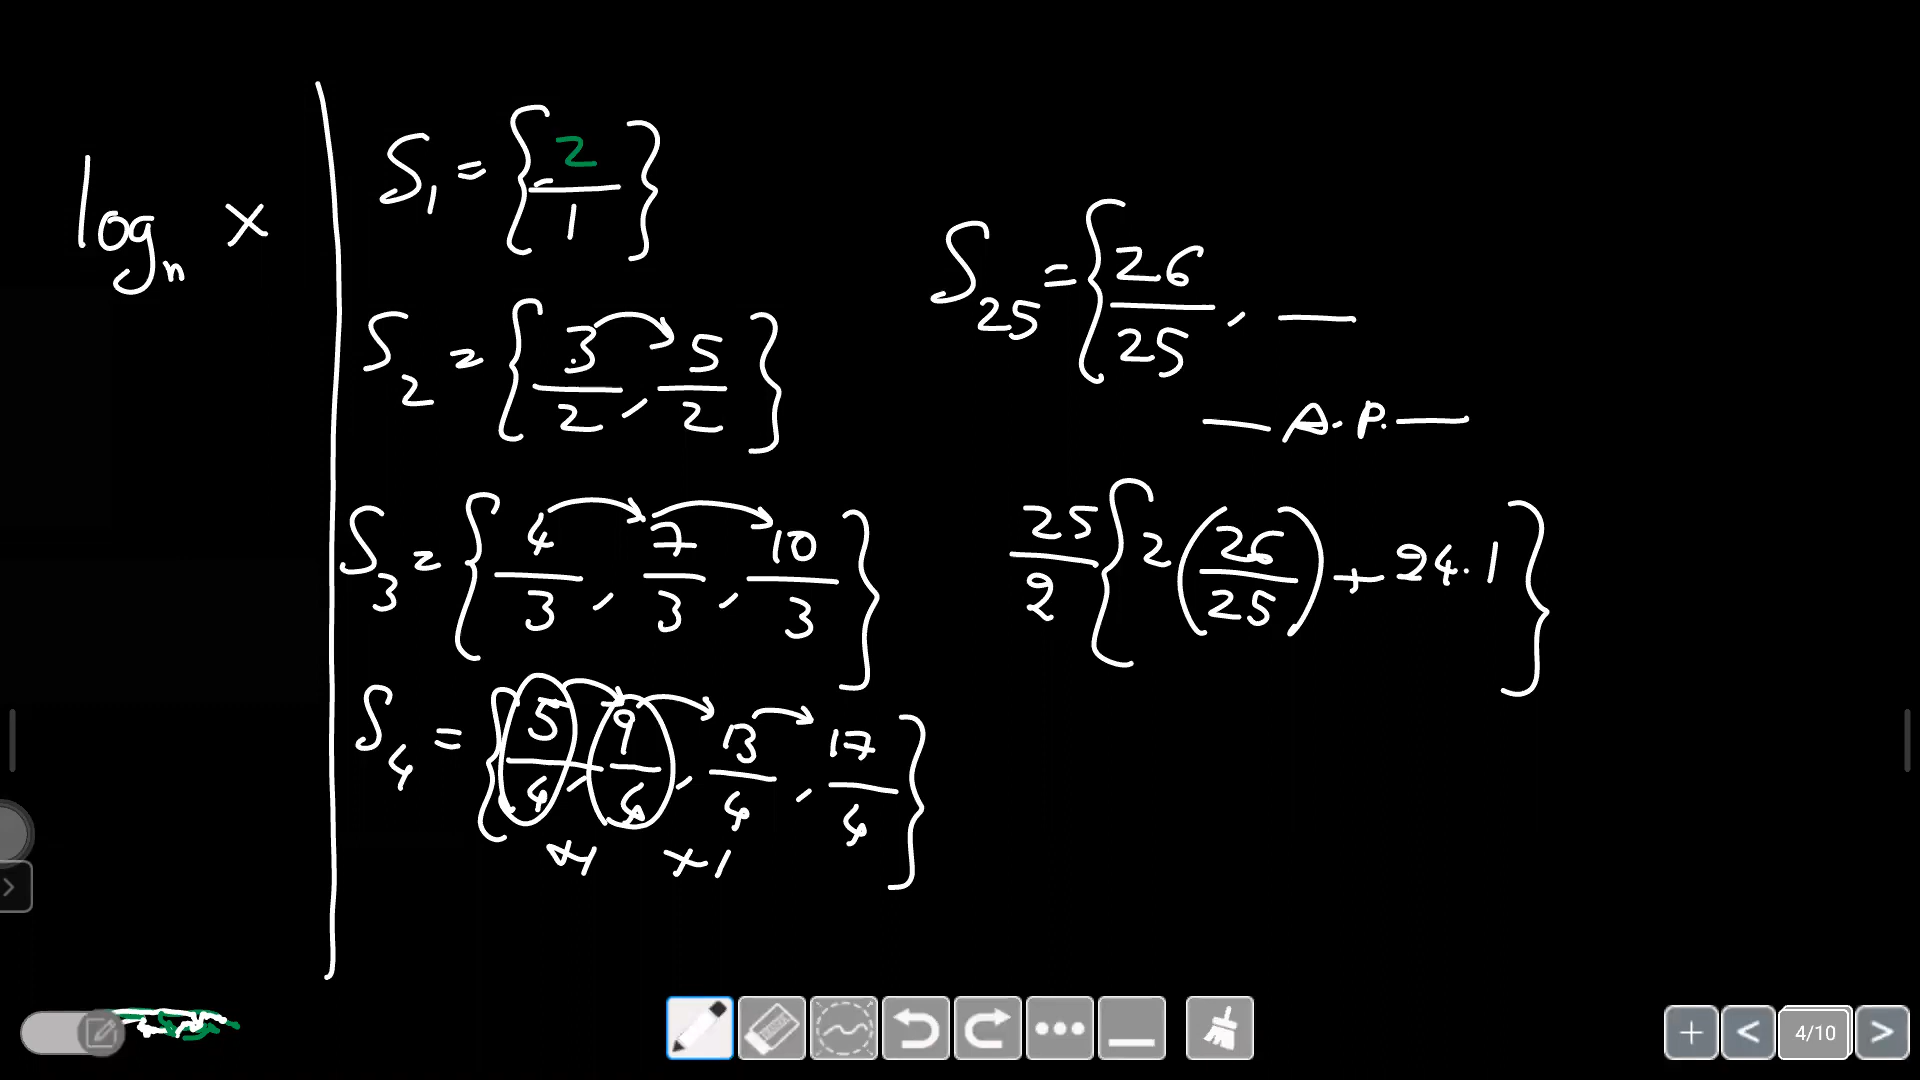 log_n x
S_1 = { 2/1 }
S_2 = { 3/2, 5/2 }
S_3 = { 4/3, 7/3, 10/3 }
S_4 = { 5/4, 9/4, 13/4, 17/4 }
+1 +1
S_25 = { 26/25, —
— A.P. —
25/2 { 2 (26/25) + 24.1 }
4/10